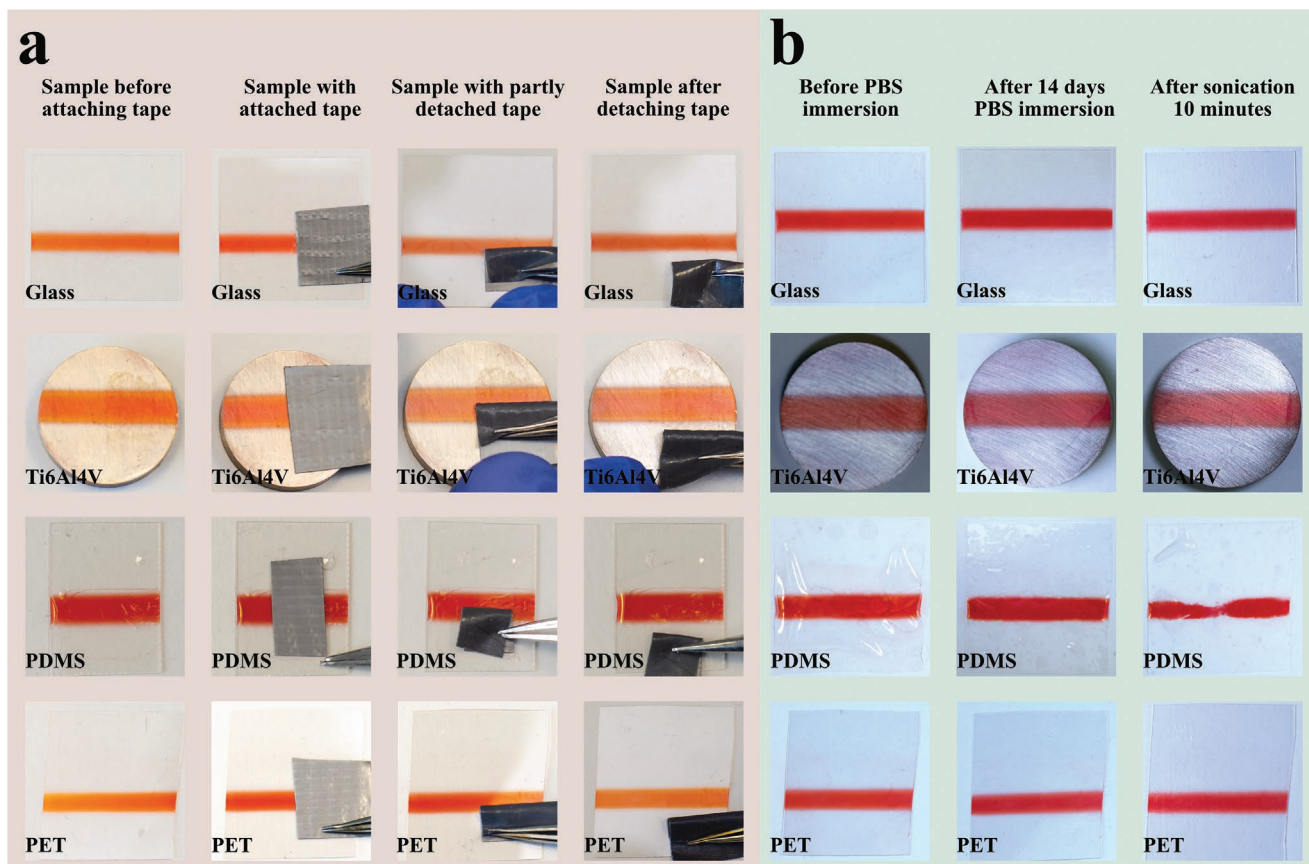 a
Sample before
attaching tape
Sample with
attached tape
Sample with partly
detached tape
Sample after
detaching tape
Glass
Glass
Glass
Glass
Ti6Al4V
Ti6Al4V
Ti6Al4V
Ti6Al4V
PDMS
PDMS
PDMS
PDMS
PET
PET
PET
PET
b
Before PBS
immersion
After 14 days
PBS immersion
After sonication
10 minutes
Glass
Glass
Glass
Ti6Al4V
Ti6Al4V
Ti6Al4V
PDMS
PDMS
PDMS
PET
PET
PET